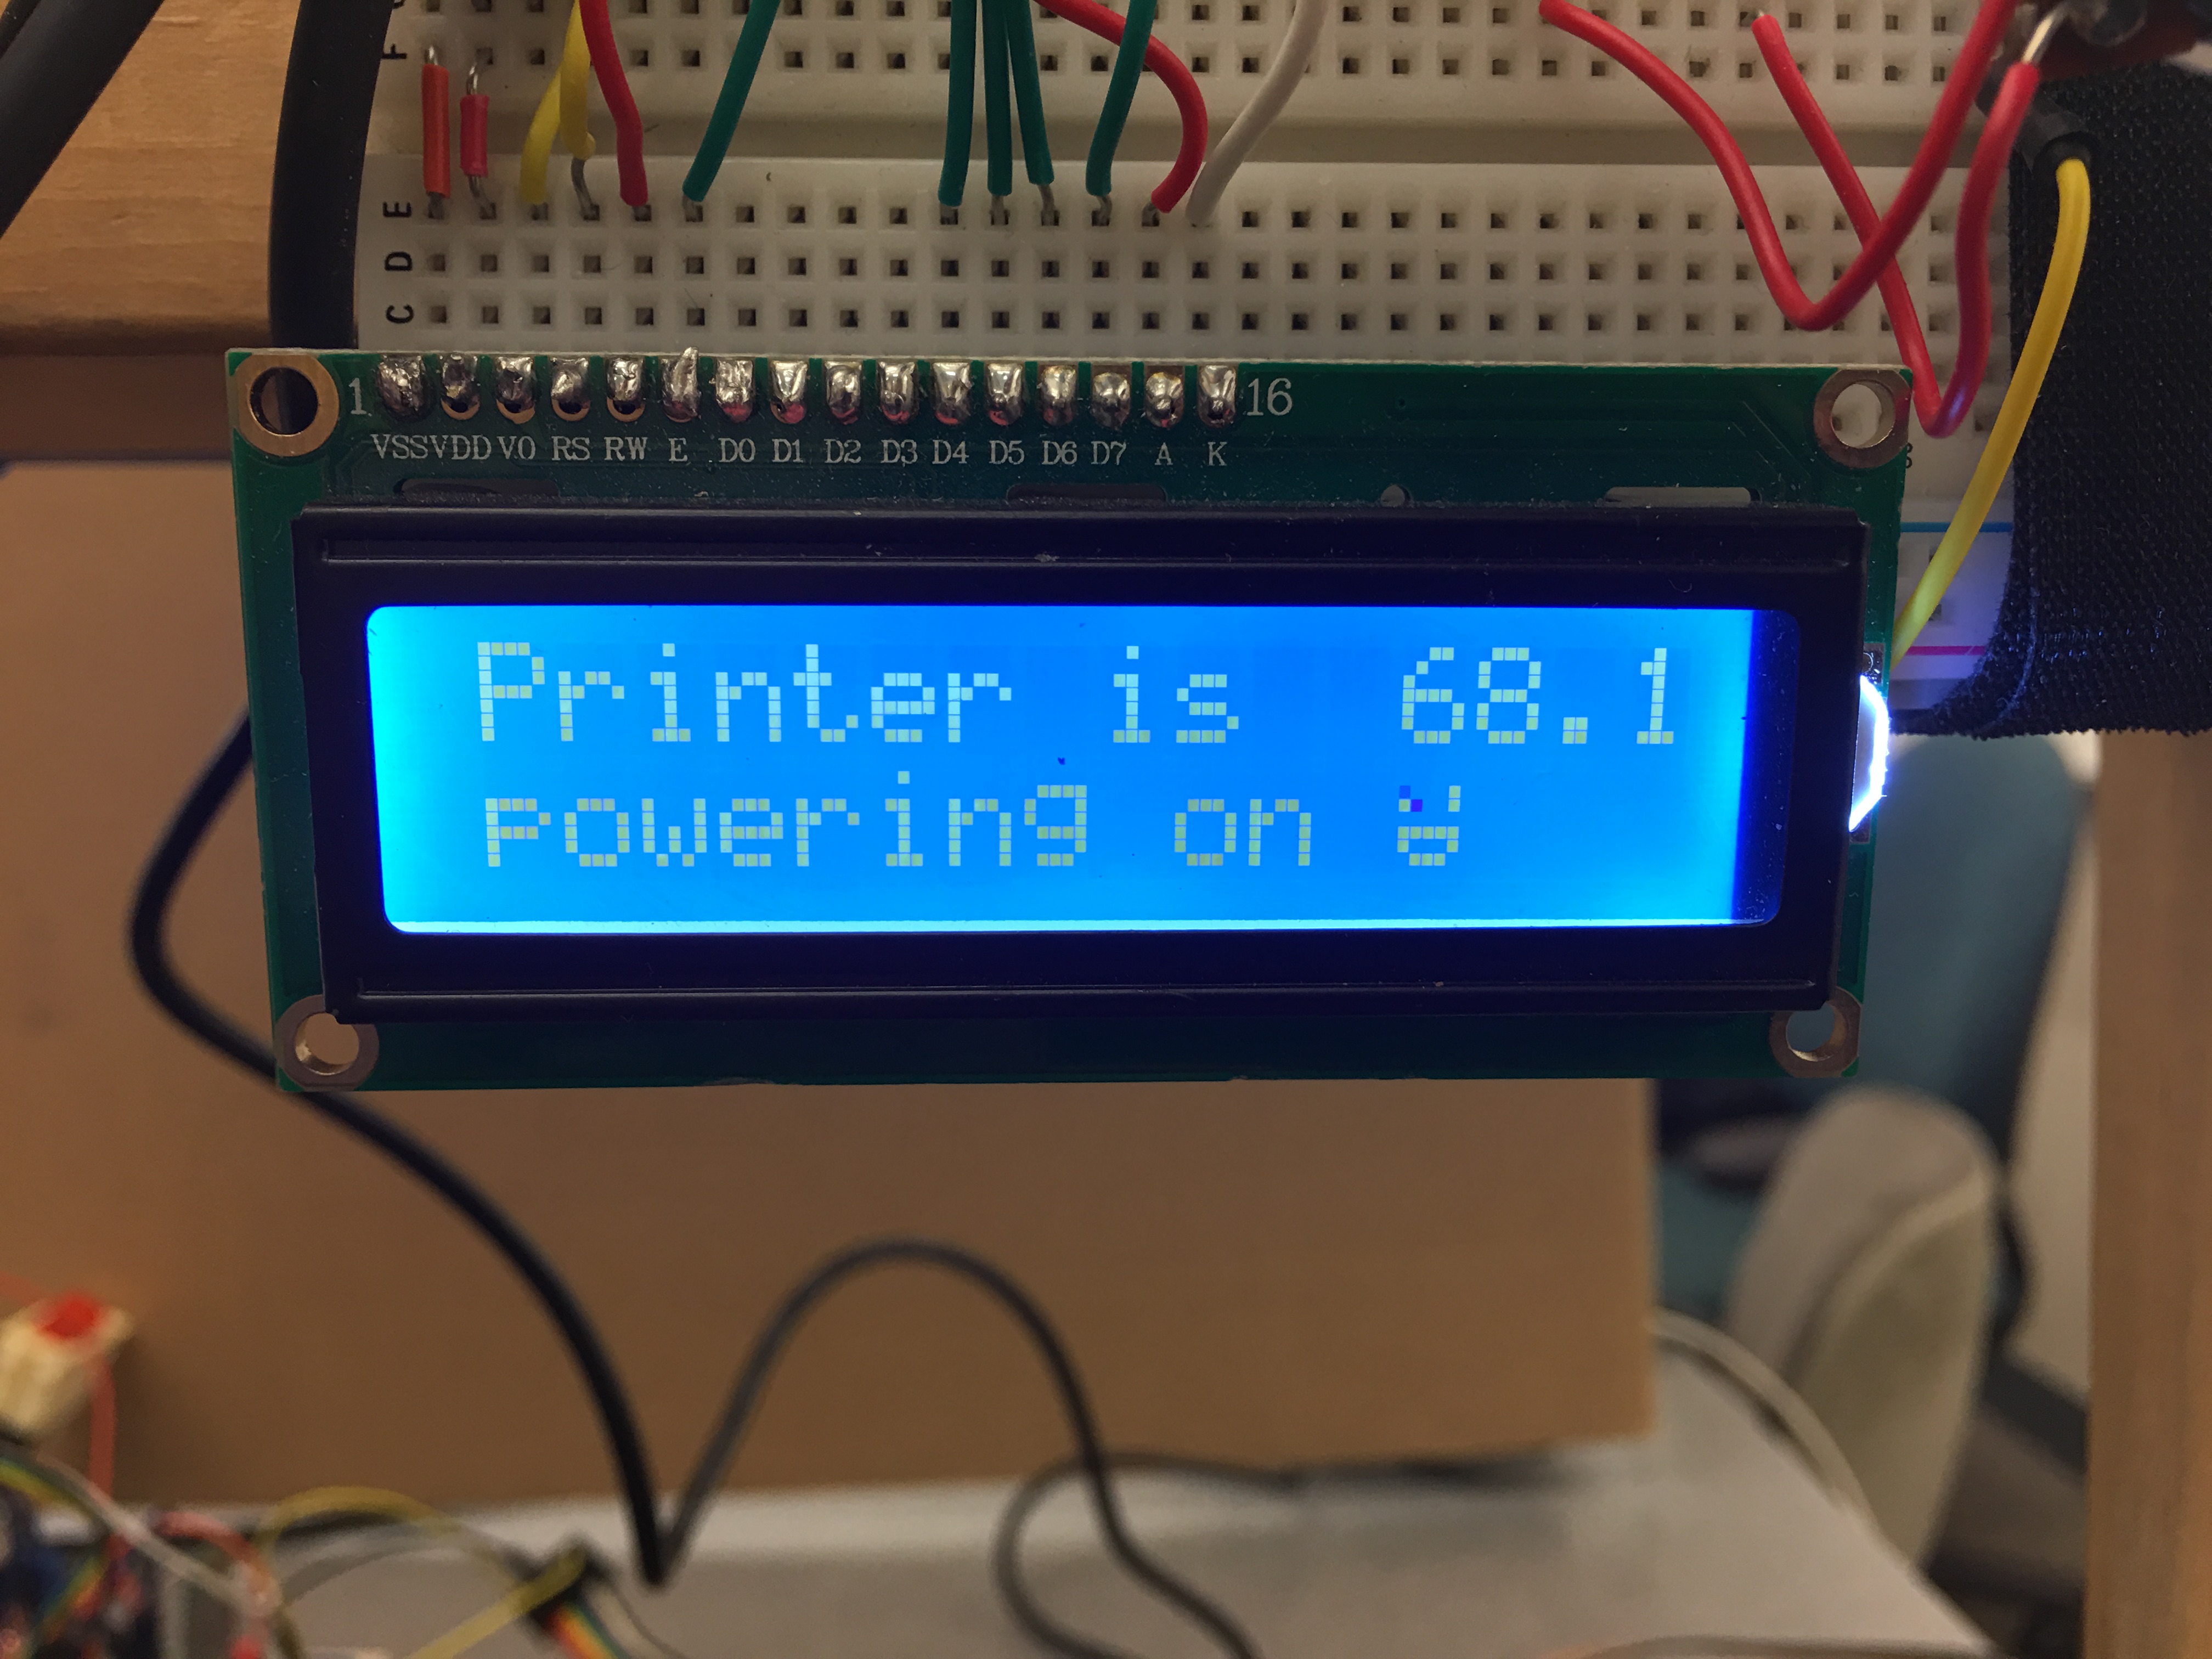 F
E
D
C
1 16
VSS VDD V0 RS RW E D0 D1 D2 D3 D4 D5 D6 D7 A K
Printer is 68.1
powering on